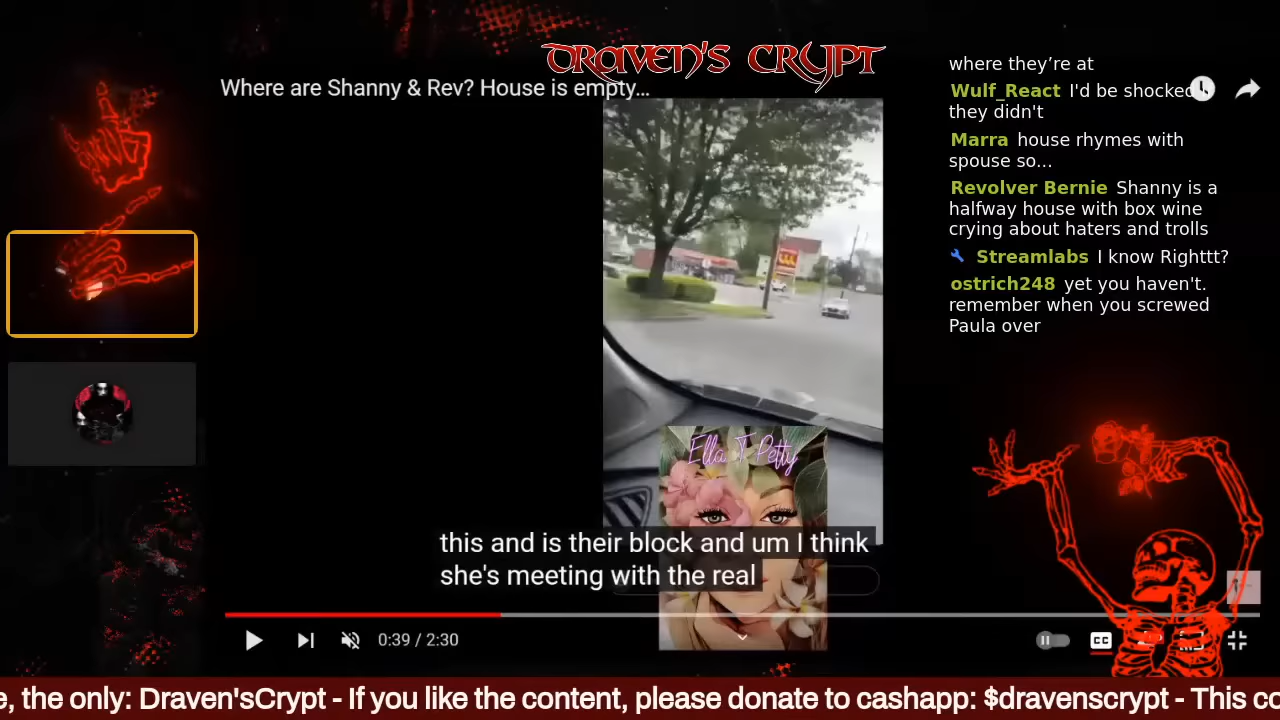 DRAVEN'S CRYPT
Where are Shanny & Rev? House is empty...
where they're at
Wulf_React I'd be shocked
they didn't
Marra house rhymes with
spouse so...
Revolver Bernie Shanny is a
halfway house with box wine
crying about haters and trolls
Streamlabs I know Righttt?
ostrich248 yet you haven't.
remember when you screwed
Paula over
Ella T Petty
this and is their block and um I think
she's meeting with the real
0:39 / 2:30
CC
e, the only: Draven'sCrypt - If you like the content, please donate to cashapp: $dravenscrypt - This co